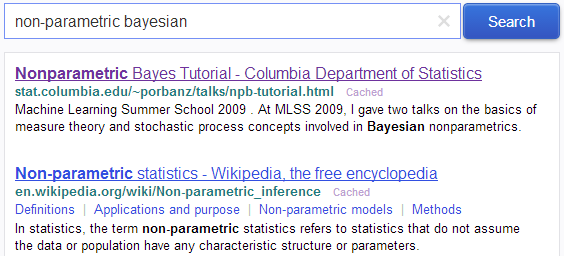 non-parametric bayesian
Search
Nonparametric Bayes Tutorial - Columbia Department of Statistics
stat.columbia.edu/~porbanz/talks/npb-tutorial.html Cached
Machine Learning Summer School 2009 . At MLSS 2009, I gave two talks on the basics of
measure theory and stochastic process concepts involved in Bayesian nonparametrics.
Non-parametric statistics - Wikipedia, the free encyclopedia
en.wikipedia.org/wiki/Non-parametric_inference Cached
Definitions | Applications and purpose | Non-parametric models | Methods
In statistics, the term non-parametric statistics refers to statistics that do not assume
the data or population have any characteristic structure or parameters.